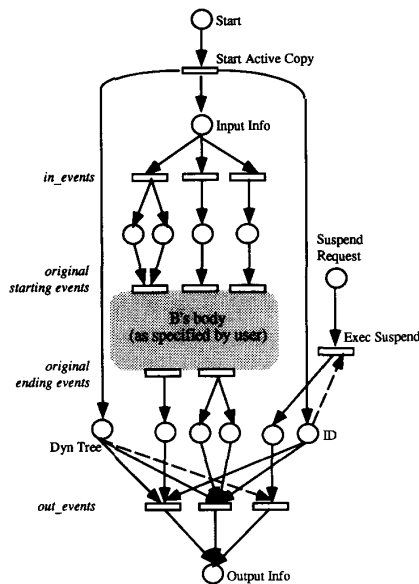 Start
Start Active Copy
Input Info
in_events
Suspend
Request
original
starting events
B's body
(as specified by user)
Exec Suspend
original
ending events
Dyn Tree
ID
out_events
Output Info